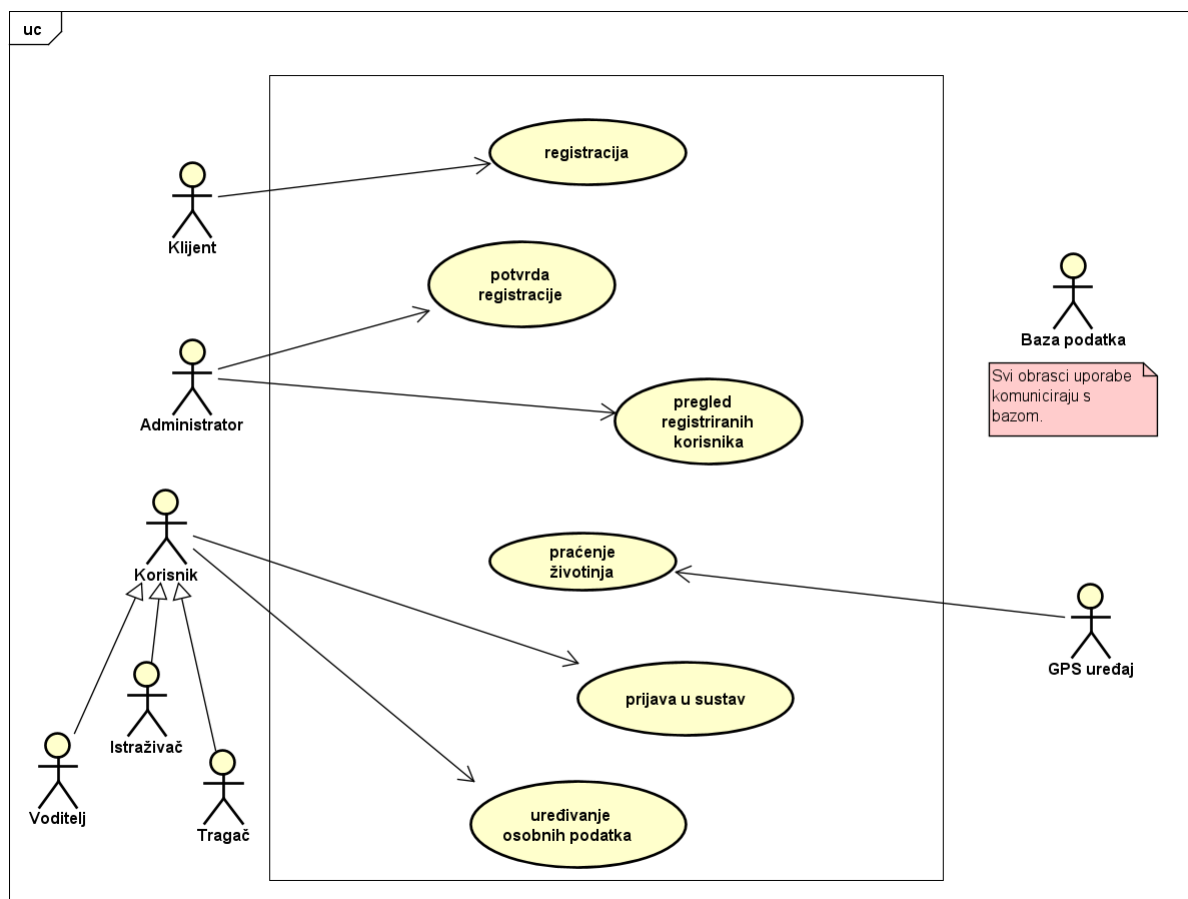 uc
registracija
Klijent
potvrda
registracije
Administrator
pregled
registriranih
korisnika
Baza podatka
Svi obrasci uporabe
komuniciraju s
bazom.
Korisnik
praćenje
životinja
GPS uređaj
prijava u sustav
Istraživač
Voditelj
Tragač
uređivanje
osobnih podatka